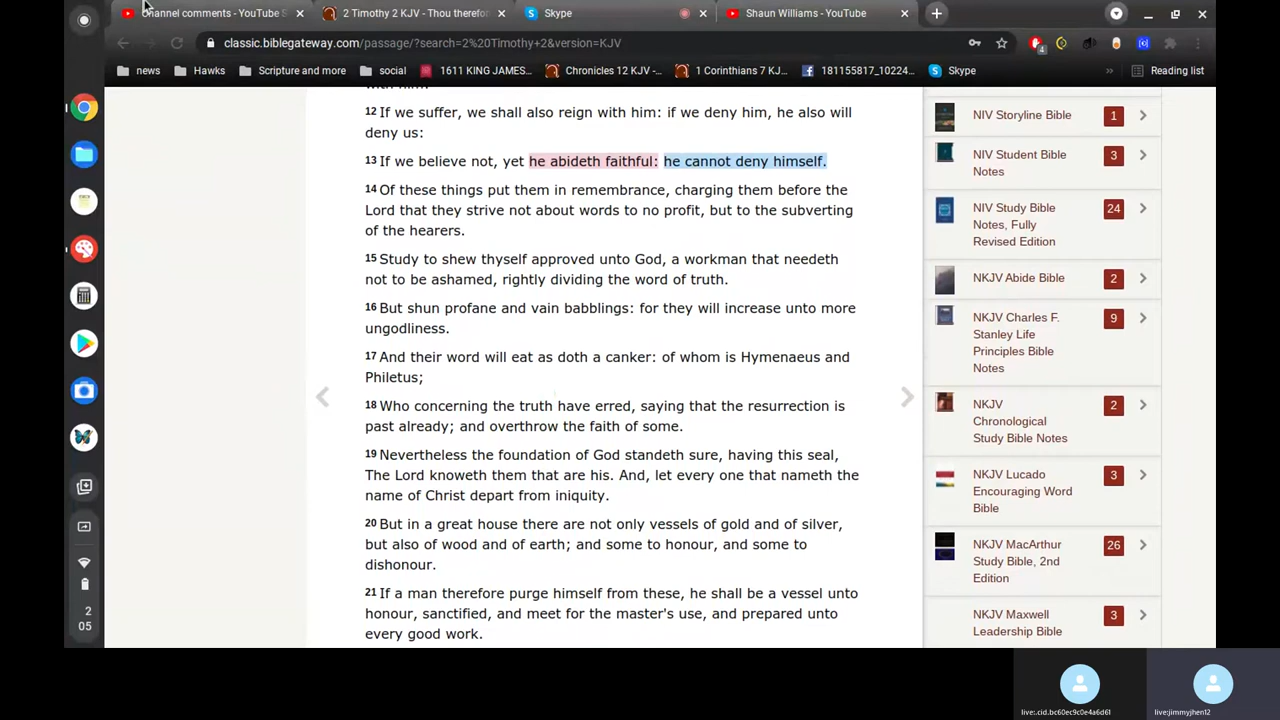 Channel comments - YouTube S
2 Timothy 2 KJV - Thou therefor
Skype
Shaun Williams - YouTube
classic.biblegateway.com/passage/?search=2%20Timothy+2&version=KJV
4
news
Hawks
Scripture and more
social
1611 KING JAMES...
Chronicles 12 KJV -...
1 Corinthians 7 KJ...
181155817_10224...
Skype
»
Reading list
with him:
12 If we suffer, we shall also reign with him: if we deny him, he also will
deny us:
13 If we believe not, yet he abideth faithful: he cannot deny himself.
14 Of these things put them in remembrance, charging them before the
Lord that they strive not about words to no profit, but to the subverting
of the hearers.
15 Study to shew thyself approved unto God, a workman that needeth
not to be ashamed, rightly dividing the word of truth.
16 But shun profane and vain babblings: for they will increase unto more
ungodliness.
17 And their word will eat as doth a canker: of whom is Hymenaeus and
Philetus;
18 Who concerning the truth have erred, saying that the resurrection is
past already; and overthrow the faith of some.
19 Nevertheless the foundation of God standeth sure, having this seal,
The Lord knoweth them that are his. And, let every one that nameth the
name of Christ depart from iniquity.
20 But in a great house there are not only vessels of gold and of silver,
but also of wood and of earth; and some to honour, and some to
dishonour.
21 If a man therefore purge himself from these, he shall be a vessel unto
honour, sanctified, and meet for the master's use, and prepared unto
every good work.
NIV Storyline Bible
1
NIV Student Bible
Notes
3
NIV Study Bible
Notes, Fully
Revised Edition
24
NKJV Abide Bible
2
NKJV Charles F.
Stanley Life
Principles Bible
Notes
9
NKJV
Chronological
Study Bible Notes
2
NKJV Lucado
Encouraging Word
Bible
3
NKJV MacArthur
Study Bible, 2nd
Edition
26
NKJV Maxwell
Leadership Bible
3
2
05
live:.cid.bc60ec9c0e4a6d61
live:jimmyjhen12